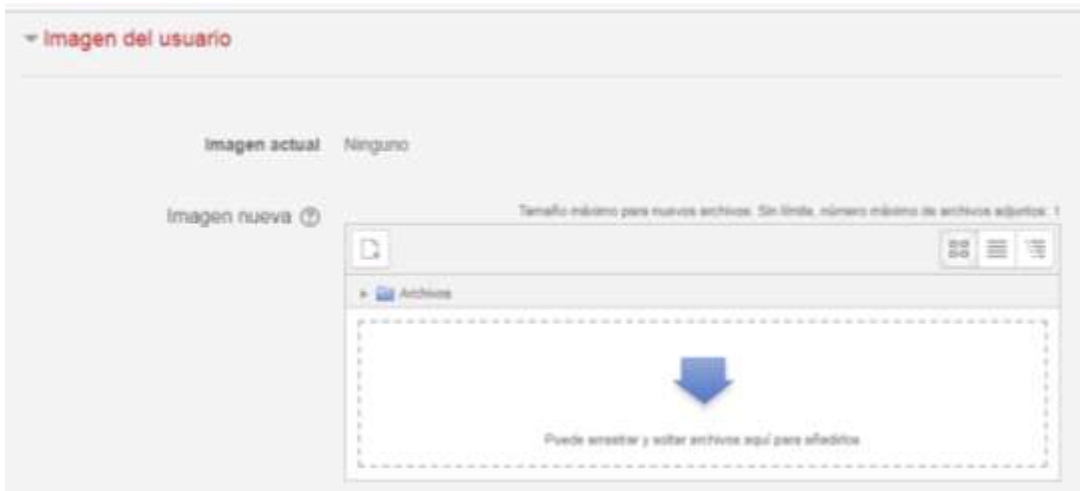 Imagen del usuario
Imagen actual Ninguno
Imagen nueva
Tamaño máximo para nuevos archivos: Sin límite, número máximo de archivos adjuntos: 1
Archivos
Puede arrastrar y soltar archivos aquí para añadirlos